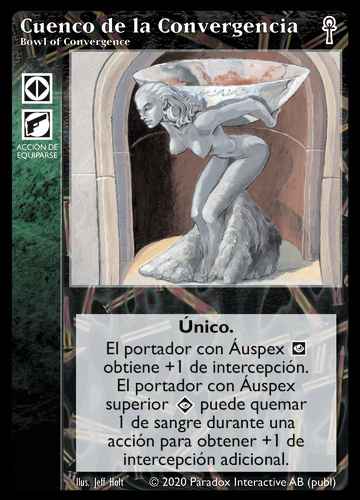 Cuenco de la Convergencia
Bowl of Convergence
ACCIÓN DE
EQUIPARSE
Único.
El portador con Áuspex
obtiene +1 de intercepción.
El portador con Áuspex
superior puede quemar
1 de sangre durante una
acción para obtener +1 de
intercepción adicional.
Ilus. Jeff Holt © 2020 Paradox Interactive AB (publ)